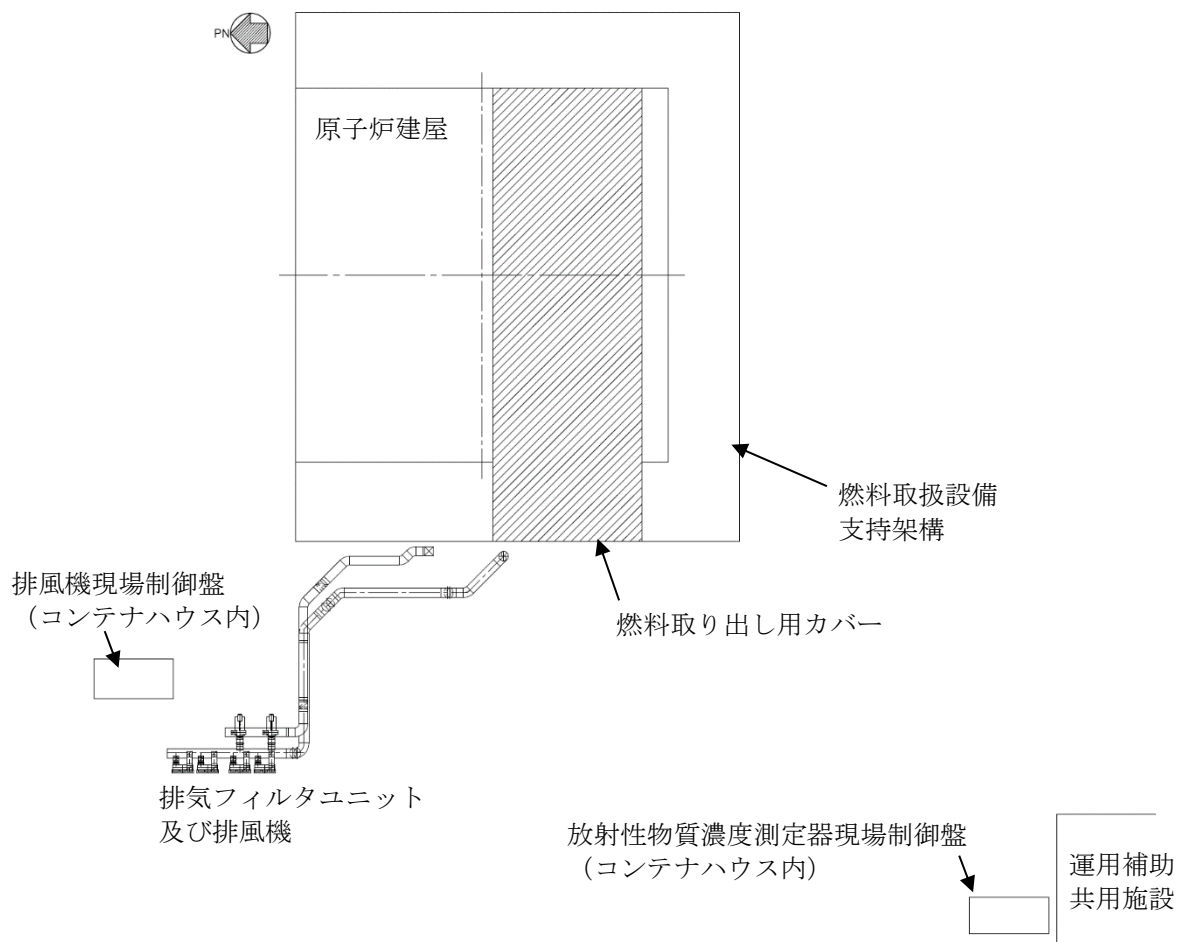 PN
原子炉建屋
燃料取扱設備
支持架構
排風機現場制御盤
（コンテナハウス内）
燃料取り出し用カバー
排気フィルタユニット
及び排風機
放射性物質濃度測定器現場制御盤
（コンテナハウス内）
運用補助
共用施設